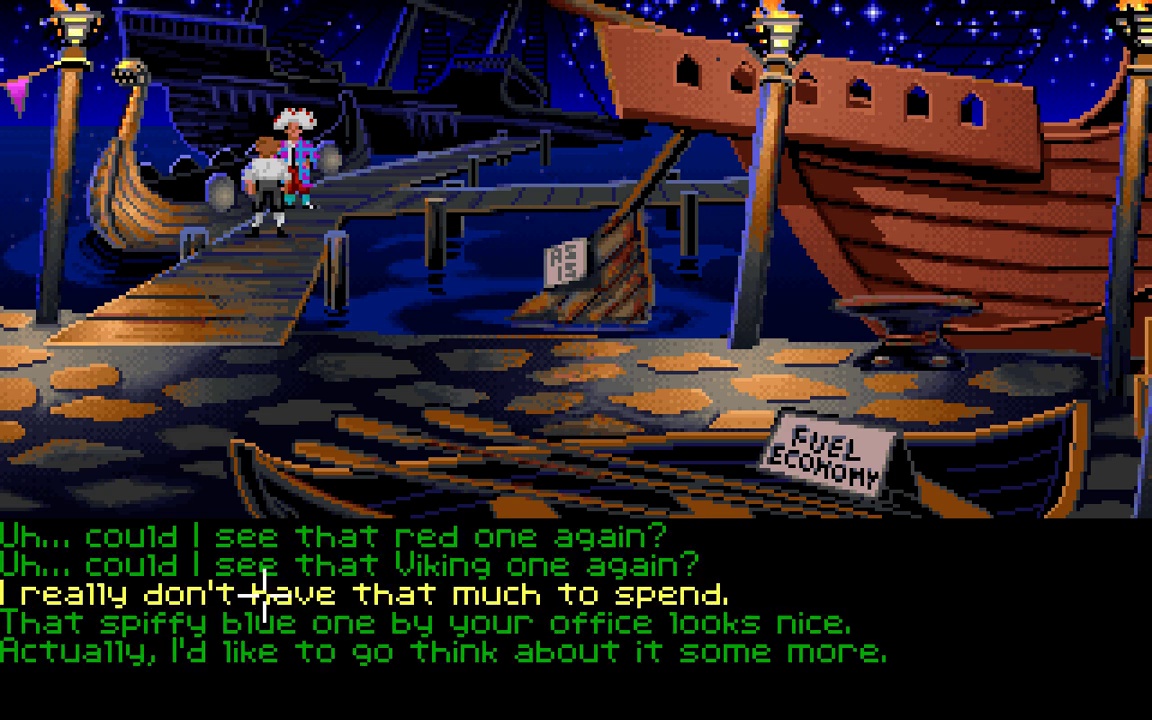 AS
IS
FUEL
ECONOMY
Uh... could I see that red one again?
Uh... could I see that Viking one again?
I really don't have that much to spend.
That spiffy blue one by your office looks nice.
Actually, I'd like to go think about it some more.